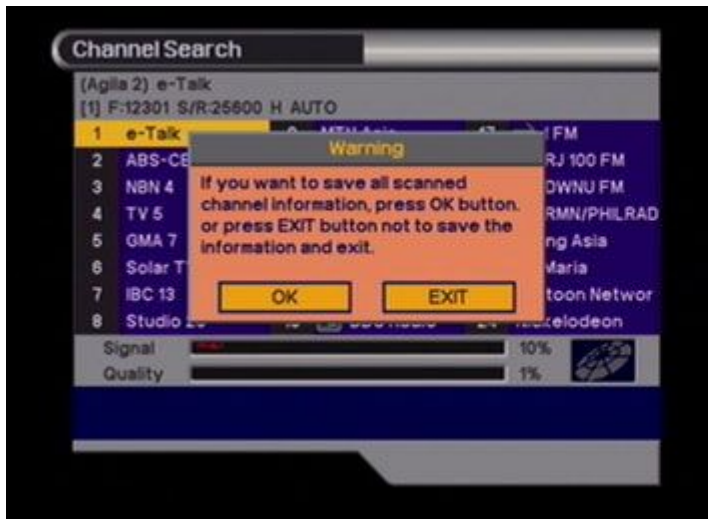 Channel Search
(Agila 2) e-Talk
[1] F:12301 S/R:25600 H AUTO
1 e-Talk FM
2 ABS-CB RJ 100 FM
3 NBN 4 DWNU FM
4 TV 5 RMN/PHILRAD
5 GMA 7 Asia
6 Solar Maria
7 IBC 13 Networ
8 Studio
Warning
If you want to save all scanned
channel information, press OK button.
or press EXIT button not to save the
information and exit.
OK EXIT
Signal 10%
Quality 1%